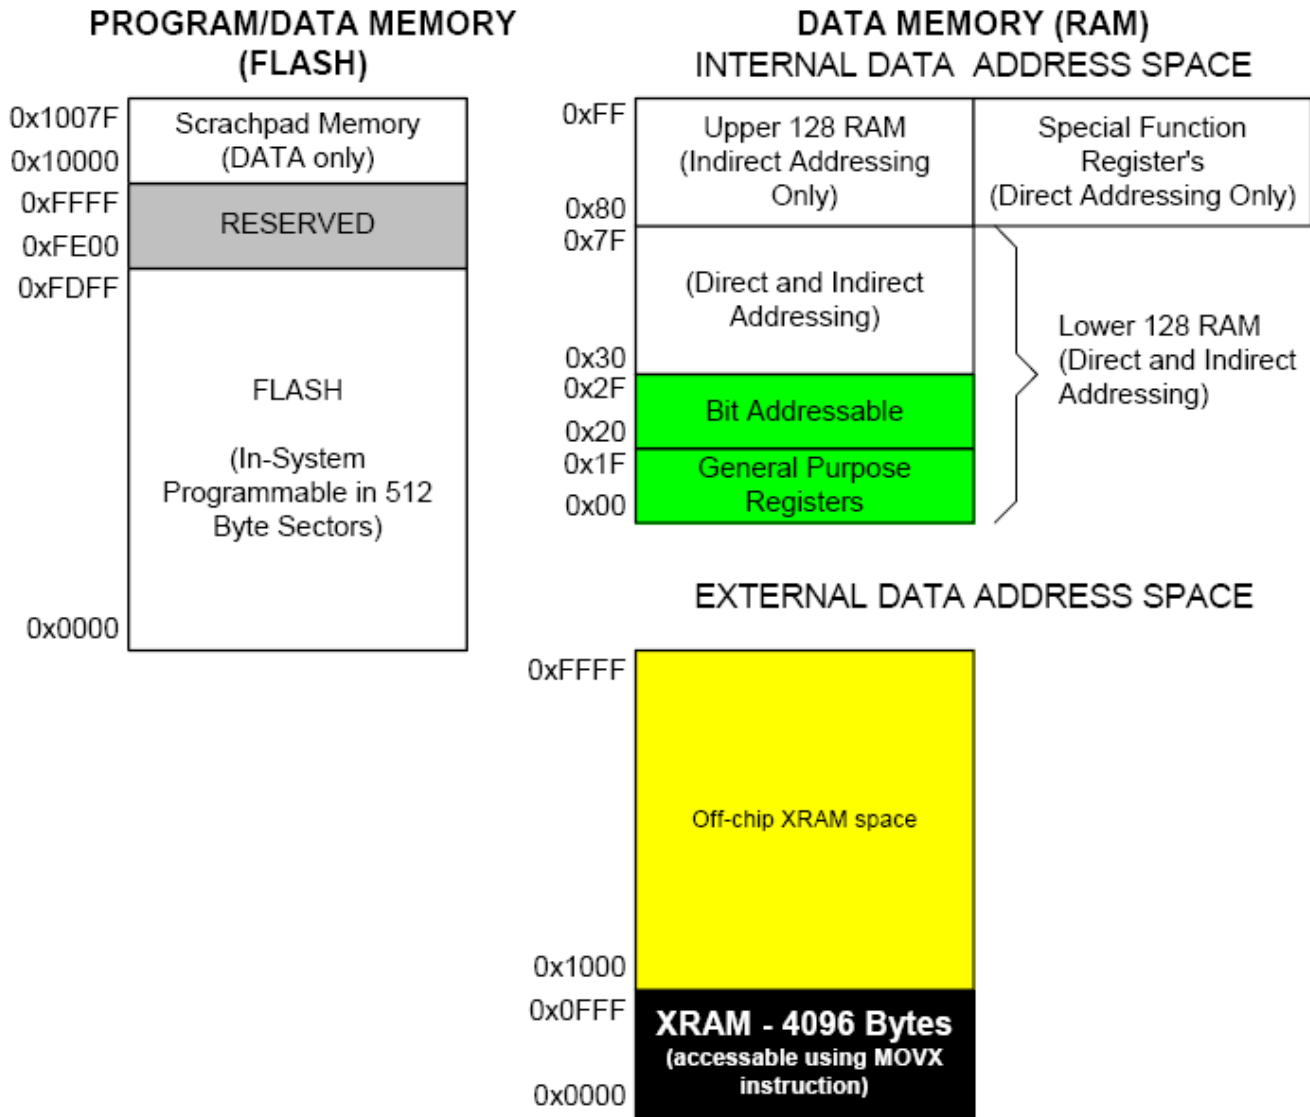 PROGRAM/DATA MEMORY
(FLASH)
0x1007F
Scrachpad Memory
0x10000
(DATA only)
0xFFFF
RESERVED
0xFE00
0xFDFF
FLASH
(In-System
Programmable in 512
Byte Sectors)
0x0000
DATA MEMORY (RAM)
INTERNAL DATA ADDRESS SPACE
0xFF
Upper 128 RAM
(Indirect Addressing
Only)
0x80
Special Function
Register's
(Direct Addressing Only)
0x7F
(Direct and Indirect
Addressing)
0x30
Lower 128 RAM
(Direct and Indirect
Addressing)
0x2F
Bit Addressable
0x20
0x1F
General Purpose
Registers
0x00
EXTERNAL DATA ADDRESS SPACE
0xFFFF
Off-chip XRAM space
0x1000
0x0FFF
XRAM - 4096 Bytes
(accessable using MOVX
instruction)
0x0000